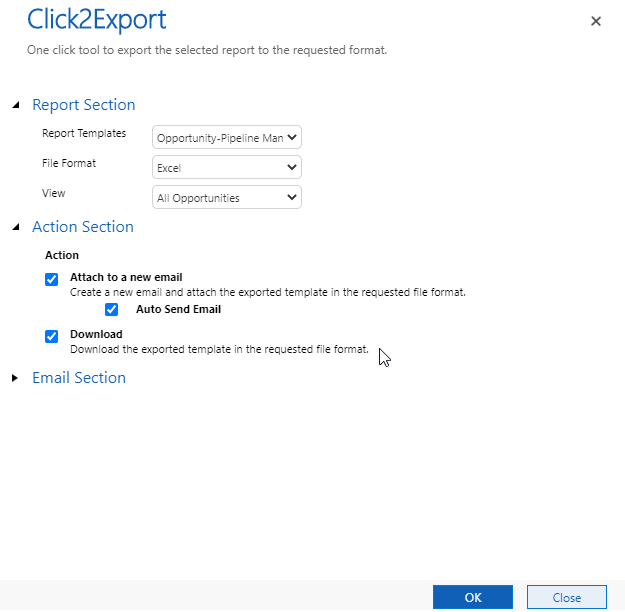 Click2Export
One click tool to export the selected report to the requested format.
Report Section
Report Templates
Opportunity-Pipeline Man
File Format
Excel
View
All Opportunities
Action Section
Action
Attach to a new email
Create a new email and attach the exported template in the requested file format.
Auto Send Email
Download
Download the exported template in the requested file format.
Email Section
OK
Close